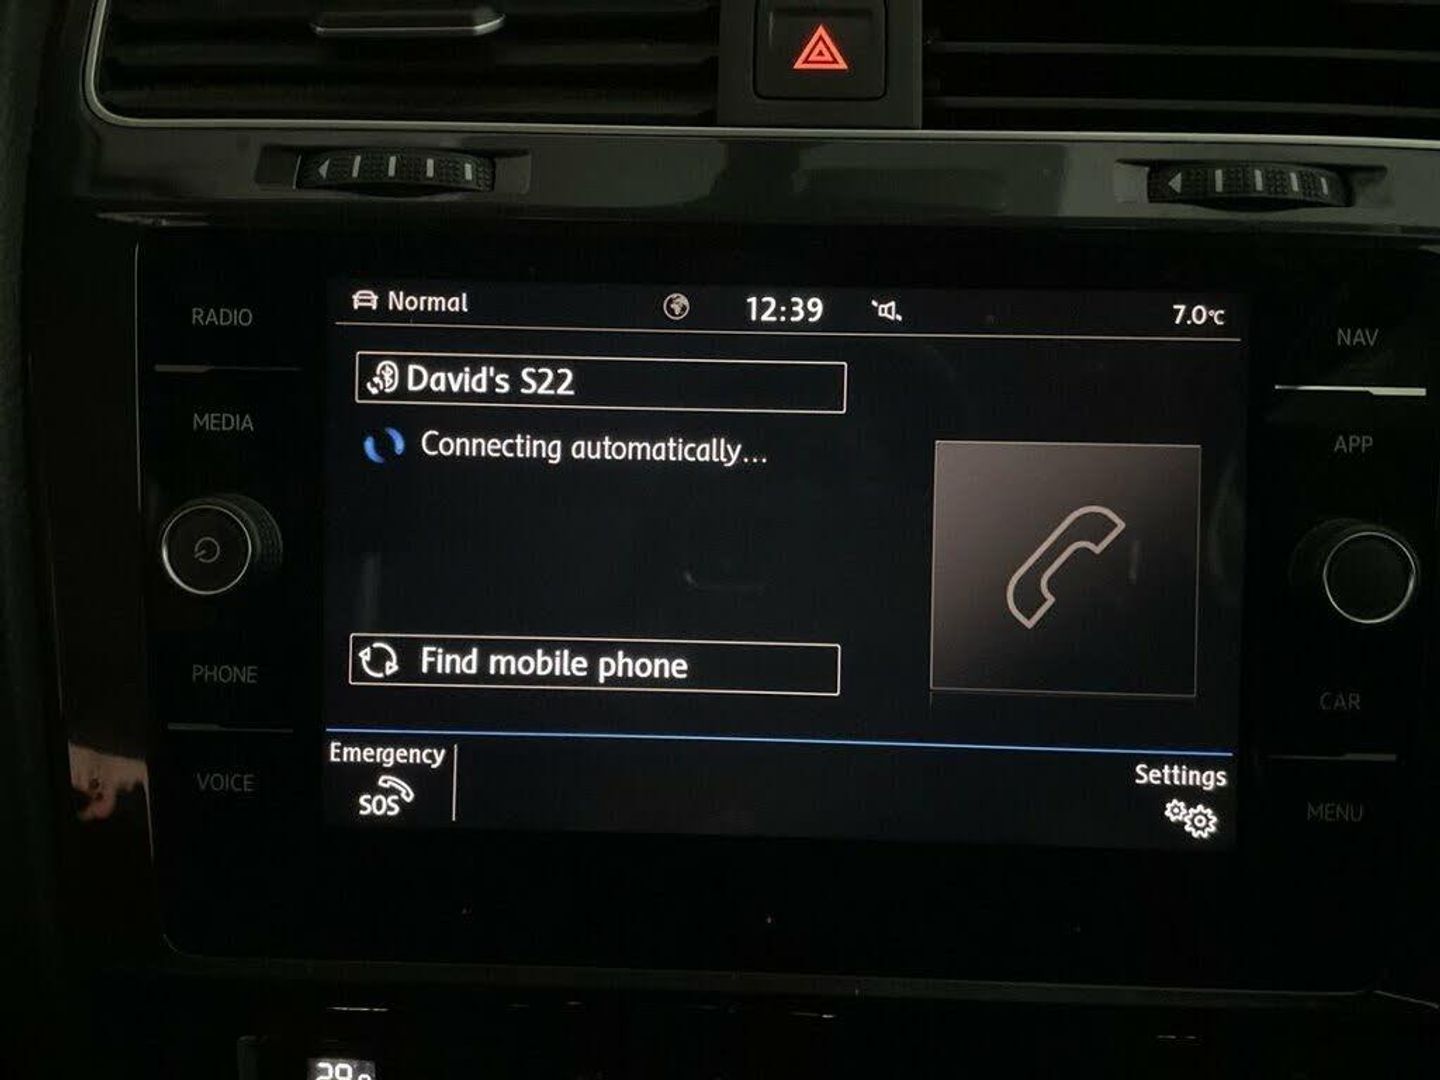 Normal
12:39
7.0°C
RADIO
NAV
David's S22
MEDIA
Connecting automatically...
APP
PHONE
Find mobile phone
CAR
Emergency
SOS
Settings
VOICE
MENU